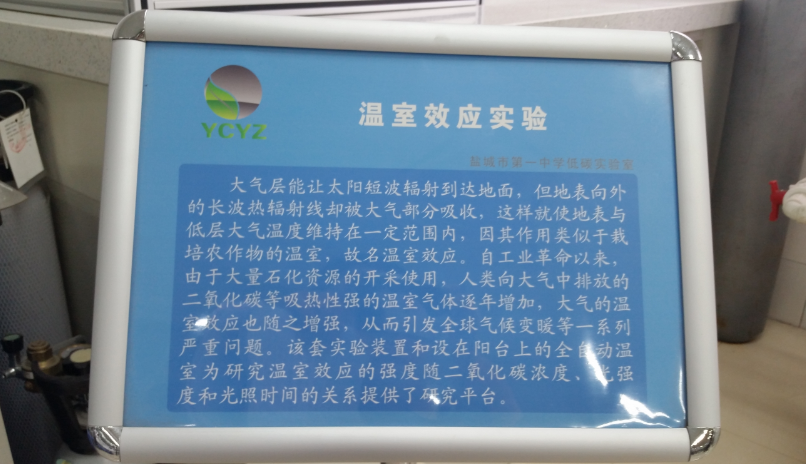 YCYZ
温室效应实验
盐城市第一中学低碳实验室
大气层能让太阳短波辐射到达地面，但地表向外
的长波热辐射线却被大气部分吸收，这样就使地表与
低层大气温度维持在一定范围内，因其作用类似于栽
培农作物的温室，故名温室效应。自工业革命以来，
由于大量石化资源的开采使用，人类向大气中排放的
二氧化碳等吸热性强的温室气体逐年增加，大气的温
室效应也随之增强，从而引发全球气候变暖等一系列
严重问题。该套实验装置和设在阳台上的全自动温
室为研究温室效应的强度随二氧化碳浓度、光强
度和光照时间的关系提供了研究平台。